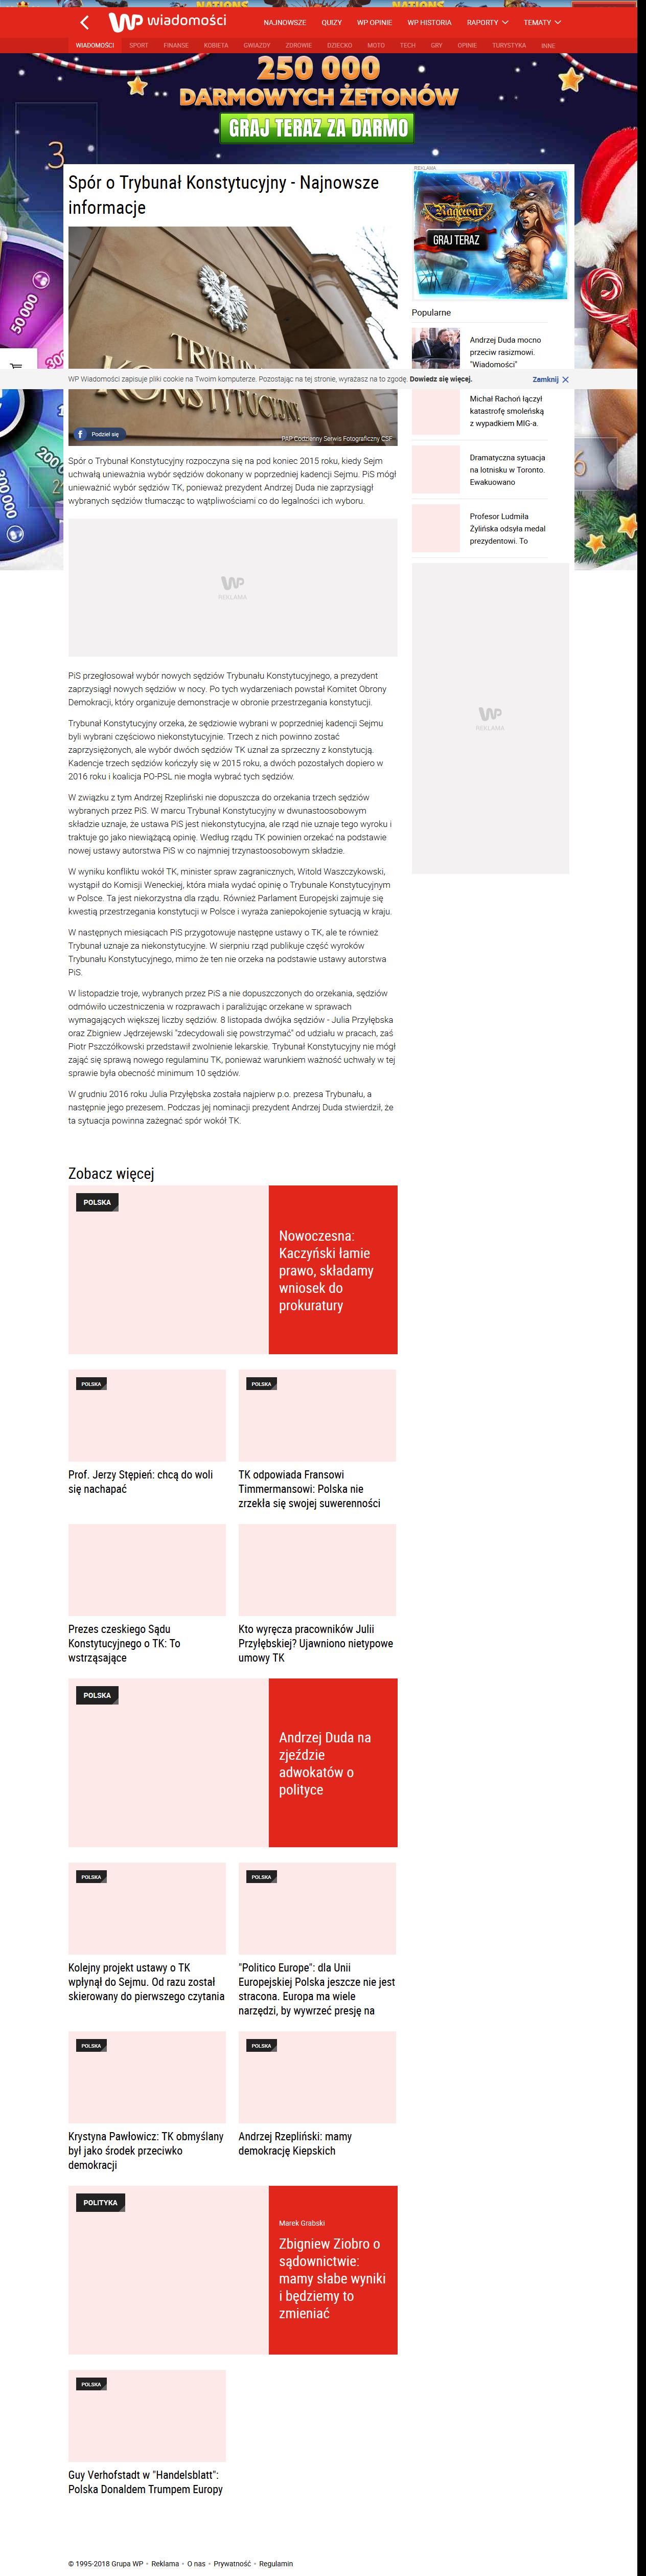 NATIONS NATIONS
WP wiadomości
NAJNOWSZE QUIZY WP OPINIE WP HISTORIA RAPORTY TEMATY
WIADOMOŚCI SPORT FINANSE KOBIETA GWIAZDY ZDROWIE DZIECKO MOTO TECH GRY OPINIE TURYSTYKA INNE
250 000
DARMOWYCH ŻETONÓW
GRAJ TERAZ ZA DARMO
3
50 000
Spór o Trybunał Konstytucyjny - Najnowsze
informacje
WP Wiadomości zapisuje pliki cookie na Twoim komputerze. Pozostając na tej stronie, wyrażasz na to zgodę. Dowiedz się więcej.
Zamknij
Podziel się
PAP Codzienny Serwis Fotograficzny CSF
Spór o Trybunał Konstytucyjny rozpoczyna się na pod koniec 2015 roku, kiedy Sejm
uchwalą unieważnia wybór sędziów dokonany w poprzedniej kadencji Sejmu. PiS mógł
unieważnić wybór sędziów TK, ponieważ prezydent Andrzej Duda nie zaprzysiągł
wybranych sędziów tłumacząc to wątpliwościami co do legalności ich wyboru.
WP
REKLAMA
PiS przegłosował wybór nowych sędziów Trybunału Konstytucyjnego, a prezydent
zaprzysiągł nowych sędziów w nocy. Po tych wydarzeniach powstał Komitet Obrony
Demokracji, który organizuje demonstracje w obronie przestrzegania konstytucji.
Trybunał Konstytucyjny orzeka, że sędziowie wybrani w poprzedniej kadencji Sejmu
byli wybrani częściowo niekonstytucyjnie. Trzech z nich powinno zostać
zaprzysiężonych, ale wybór dwóch sędziów TK uznał za sprzeczny z konstytucją.
Kadencje trzech sędziów kończyły się w 2015 roku, a dwóch pozostałych dopiero w
2016 roku i koalicja PO-PSL nie mogła wybrać tych sędziów.
W związku z tym Andrzej Rzepliński nie dopuszcza do orzekania trzech sędziów
wybranych przez PiS. W marcu Trybunał Konstytucyjny w dwunastoosobowym
składzie uznaje, że ustawa PiS jest niekonstytucyjna, ale rząd nie uznaje tego wyroku i
traktuje go jako niewiążącą opinię. Według rządu TK powinien orzekać na podstawie
nowej ustawy autorstwa PiS w co najmniej trzynastoosobowym składzie.
W wyniku konfliktu wokół TK, minister spraw zagranicznych, Witold Waszczykowski,
wystąpił do Komisji Weneckiej, która miała wydać opinię o Trybunale Konstytucyjnym
w Polsce. Ta jest niekorzystna dla rządu. Również Parlament Europejski zajmuje się
kwestią przestrzegania konstytucji w Polsce i wyraża zaniepokojenie sytuacją w kraju.
W następnych miesiącach PiS przygotowuje następne ustawy o TK, ale te również
Trybunał uznaje za niekonstytucyjne. W sierpniu rząd publikuje część wyroków
Trybunału Konstytucyjnego, mimo że ten nie orzeka na podstawie ustawy autorstwa
PiS.
W listopadzie troje, wybranych przez PiS a nie dopuszczonych do orzekania, sędziów
odmówiło uczestniczenia w rozprawach i paraliżując orzekane w sprawach
wymagających większej liczby sędziów. 8 listopada dwójka sędziów - Julia Przyłębska
oraz Zbigniew Jędrzejewski "zdecydowali się powstrzymać" od udziału w pracach, zaś
Piotr Pszczółkowski przedstawił zwolnienie lekarskie. Trybunał Konstytucyjny nie mógł
zająć się sprawą nowego regulaminu TK, ponieważ warunkiem ważność uchwały w tej
sprawie była obecność minimum 10 sędziów.
W grudniu 2016 roku Julia Przyłębska została najpierw p.o. prezesa Trybunału, a
następnie jego prezesem. Podczas jej nominacji prezydent Andrzej Duda stwierdził, że
ta sytuacja powinna zażegnać spór wokół TK.
REKLAMA
Ragewar
GRAJ TERAZ
Popularne
Andrzej Duda mocno
przeciw rasizmowi.
"Wiadomości"
Michał Rachoń łączył
katastrofę smoleńską
z wypadkiem MIG-a.
Dramatyczna sytuacja
na lotnisku w Toronto.
Ewakuowano
Profesor Ludmiła
Żylińska odsyła medal
prezydentowi. To
WP
REKLAMA
Zobacz więcej
POLSKA
Nowoczesna:
Kaczyński łamie
prawo, składamy
wniosek do
prokuratury
POLSKA
Prof. Jerzy Stępień: chcą do woli
się nachapać
POLSKA
TK odpowiada Fransowi
Timmermansowi: Polska nie
zrzekła się swojej suwerenności
Prezes czeskiego Sądu
Konstytucyjnego o TK: To
wstrząsające
Kto wyręcza pracowników Julii
Przyłębskiej? Ujawniono nietypowe
umowy TK
POLSKA
Andrzej Duda na
zjeździe
adwokatów o
polityce
POLSKA
Kolejny projekt ustawy o TK
wpłynął do Sejmu. Od razu został
skierowany do pierwszego czytania
POLSKA
"Politico Europe": dla Unii
Europejskiej Polska jeszcze nie jest
stracona. Europa ma wiele
narzędzi, by wywrzeć presję na
POLSKA
Krystyna Pawłowicz: TK obmyślany
był jako środek przeciwko
demokracji
POLSKA
Andrzej Rzepliński: mamy
demokrację Kiepskich
POLITYKA
Marek Grabski
Zbigniew Ziobro o
sądownictwie:
mamy słabe wyniki
i będziemy to
zmieniać
POLSKA
Guy Verhofstadt w "Handelsblatt":
Polska Donaldem Trumpem Europy
© 1995-2018 Grupa WP • Reklama • O nas • Prywatność • Regulamin